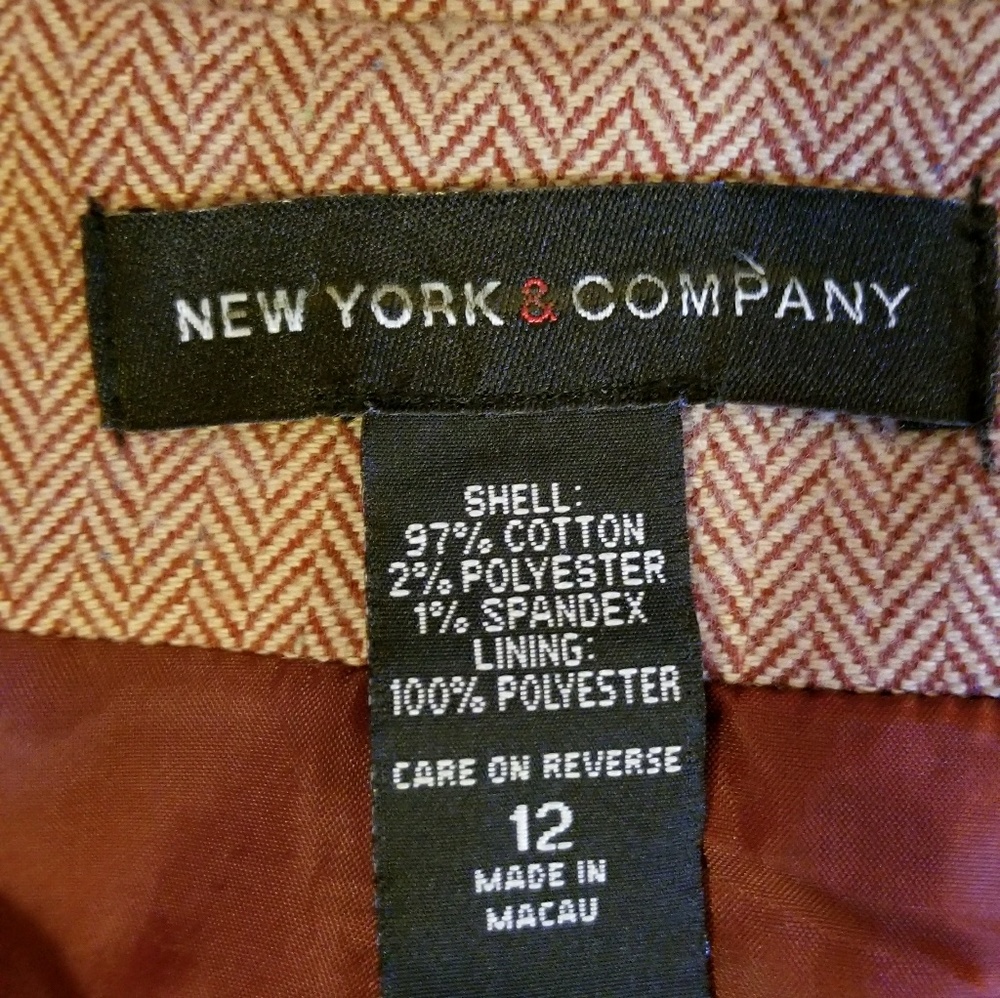 NEW YORK & COMPANY
SHELL:
97% COTTON
2% POLYESTER
1% SPANDEX
LINING:
100% POLYESTER
CARE ON REVERSE
12
MADE IN
MACAU